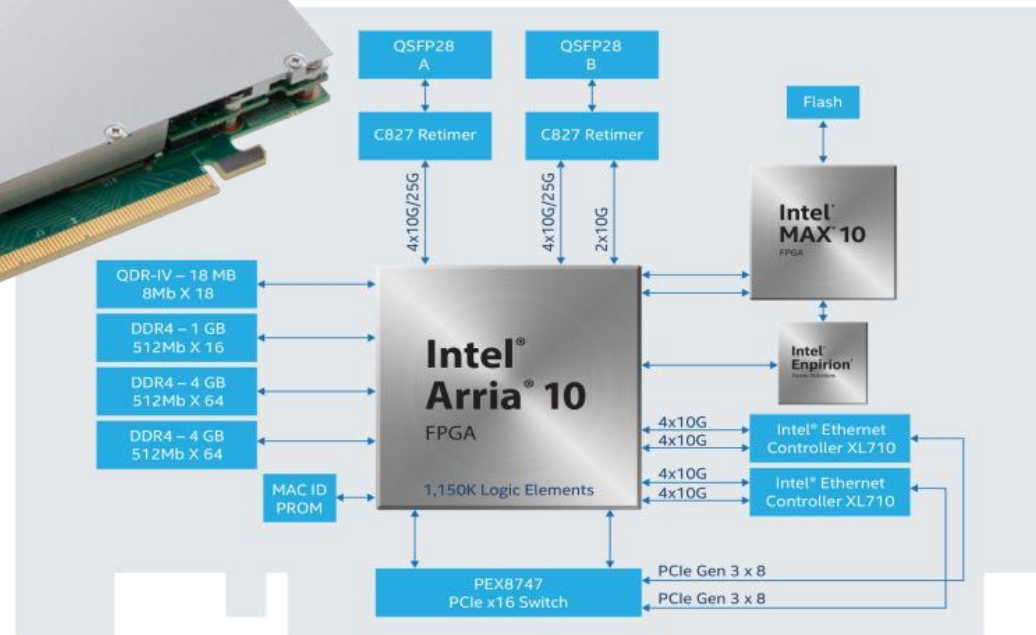 QSFP28
A
QSFP28
B
C827 Retimer
C827 Retimer
Flash
4x10G/25G
4x10G/25G
2x10G
Intel®
MAX® 10
FPGA
QDR-IV – 18 MB
8Mb X 18
DDR4 – 1 GB
512Mb X 16
DDR4 – 4 GB
512Mb X 64
DDR4 – 4 GB
512Mb X 64
MAC ID
PROM
Intel®
Arria® 10
FPGA
1,150K Logic Elements
Intel®
Enpirion®
Power Solutions
4x10G
4x10G
Intel® Ethernet
Controller XL710
4x10G
4x10G
Intel® Ethernet
Controller XL710
PEX8747
PCIe x16 Switch
PCIe Gen 3 x 8
PCIe Gen 3 x 8